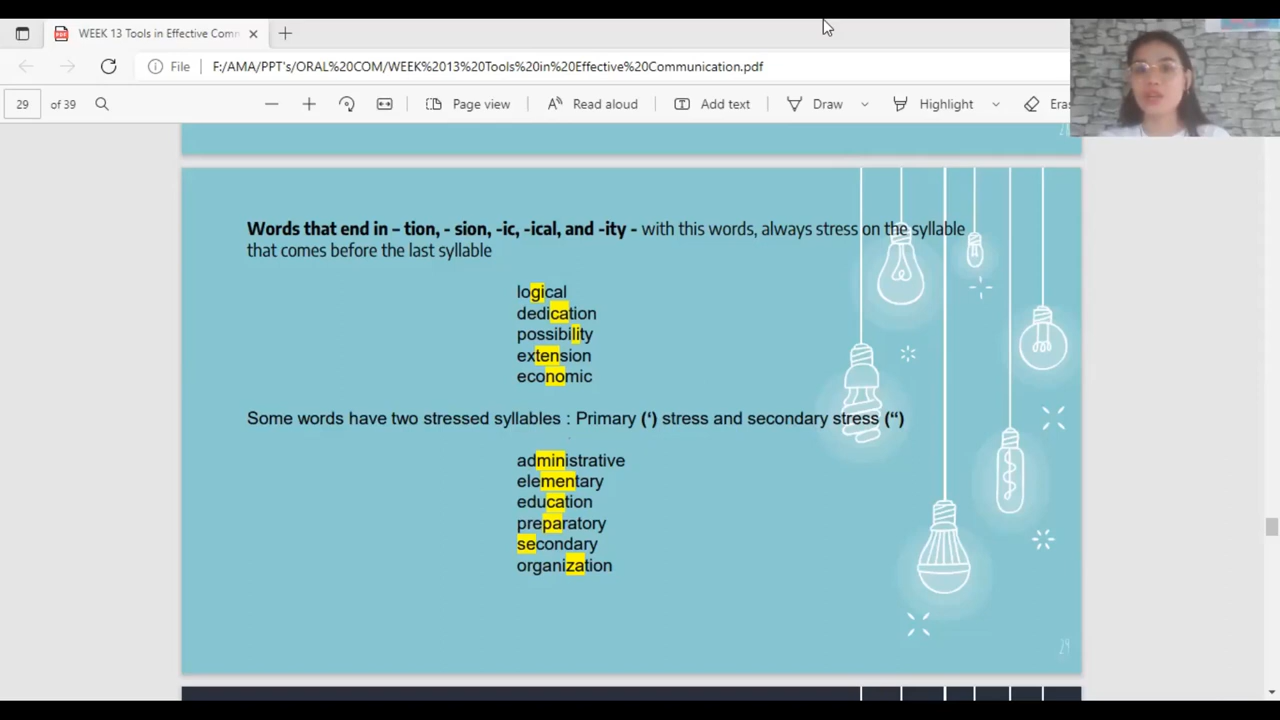 WEEK 13 Tools in Effective Comm
File F:/AMA/PPT's/ORAL%20COM/WEEK%2013%20Tools%20in%20Effective%20Communication.pdf
29 of 39 Page view Read aloud Add text Draw Highlight Eras
Words that end in – tion, - sion, -ic, -ical, and -ity - with this words, always stress on the syllable
that comes before the last syllable
logical
dedication
possibility
extension
economic
Some words have two stressed syllables : Primary (‘) stress and secondary stress (“)
administrative
elementary
education
preparatory
secondary
organization
29